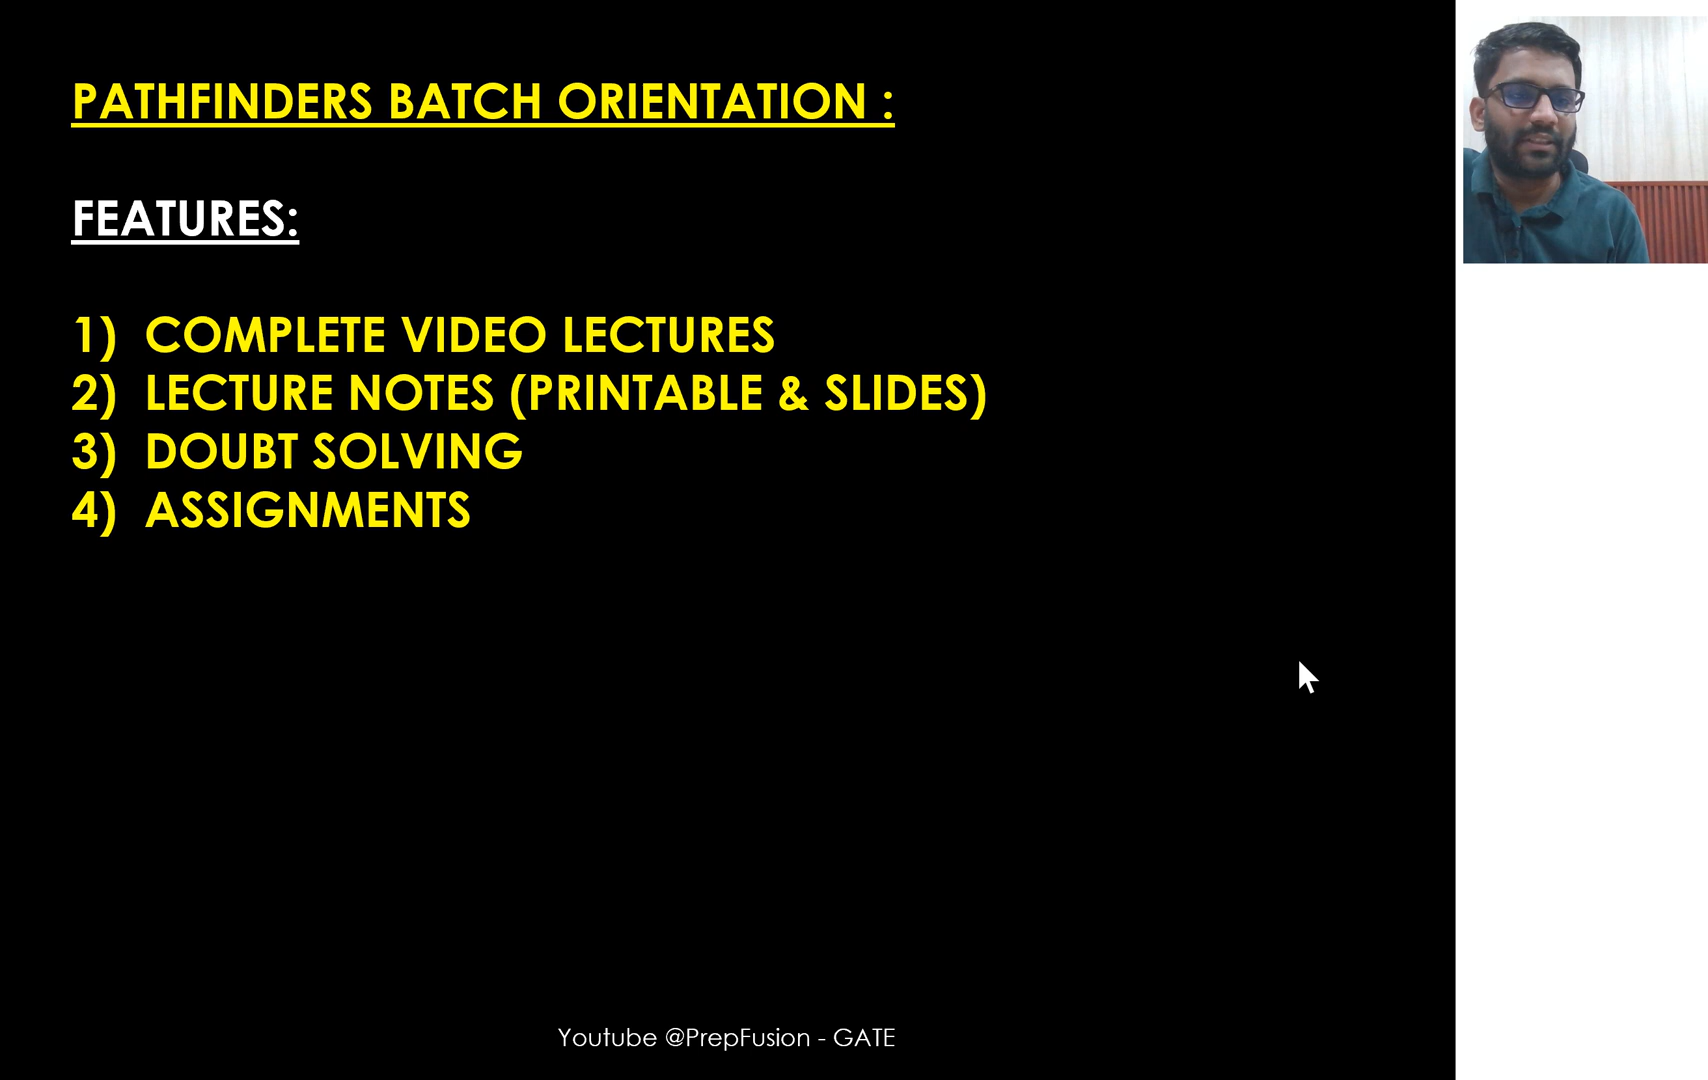 PATHFINDERS BATCH ORIENTATION :
FEATURES:
1) COMPLETE VIDEO LECTURES
2) LECTURE NOTES (PRINTABLE & SLIDES)
3) DOUBT SOLVING
4) ASSIGNMENTS
Youtube @PrepFusion - GATE